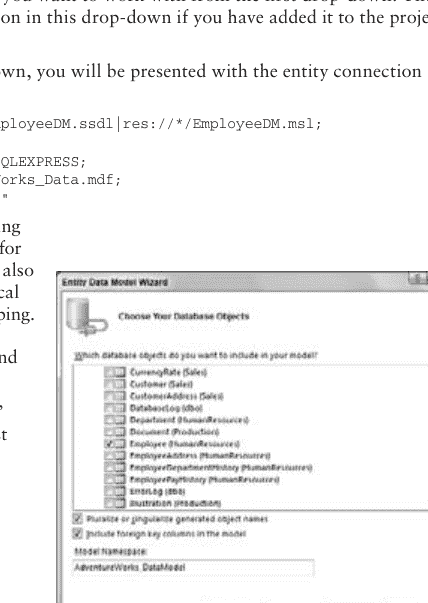 you want to work with from the first drop-down. Th
on in this drop-down if you have added it to the proje
own, you will be presented with the entity connection
ployeeDM.ssdl|res://*/EmployeeDM.msl;
QLEXPRESS;
orks_Data.mdf;
"
ng
for
also
cal
ping.
nd
,
t
Entity Data Model Wizard
Choose Your Database Objects
Which database objects do you want to include in your model?
CurrencyRate (Sales)
Customer (Sales)
CustomerAddress (Sales)
DatabaseLog (dbo)
Department (HumanResources)
Document (Production)
Employee (HumanResources)
EmployeeAddress (HumanResources)
EmployeeDepartmentHistory (HumanResources)
EmployeePayHistory (HumanResources)
ErrorLog (dbo)
Illustration (Production)
Pluralize or singularize generated object names
Include foreign key columns in the model
Model Namespace:
AdventureWorks_DataModel